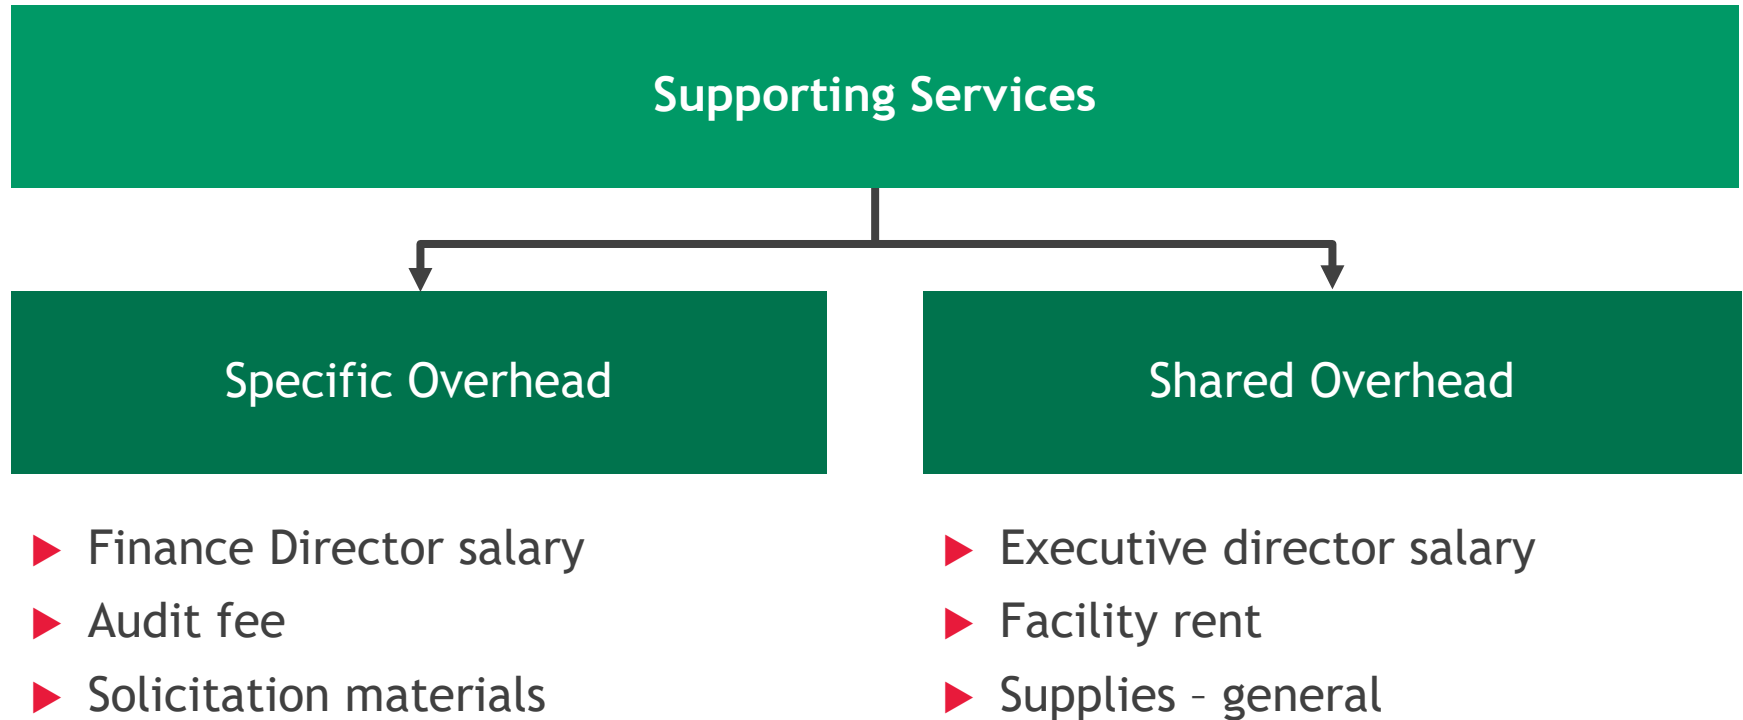 Supporting Services
Specific Overhead
Shared Overhead
Finance Director salary
Audit fee
Solicitation materials
Executive director salary
Facility rent
Supplies – general